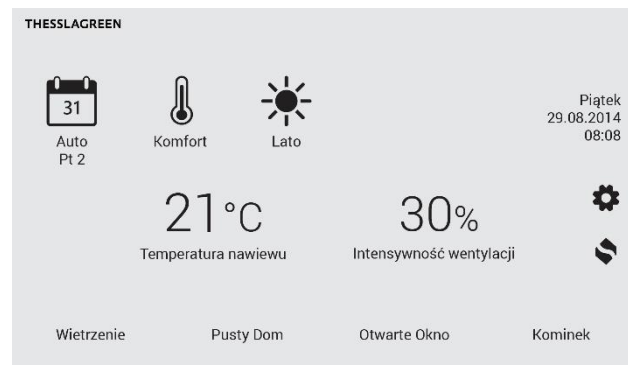 THESSLAGREEN
31
Auto
Pt 2
Komfort
Lato
Piątek
29.08.2014
08:08
21°C
Temperatura nawiewu
30%
Intensywność wentylacji
Wietrzenie
Pusty Dom
Otwarte Okno
Kominek